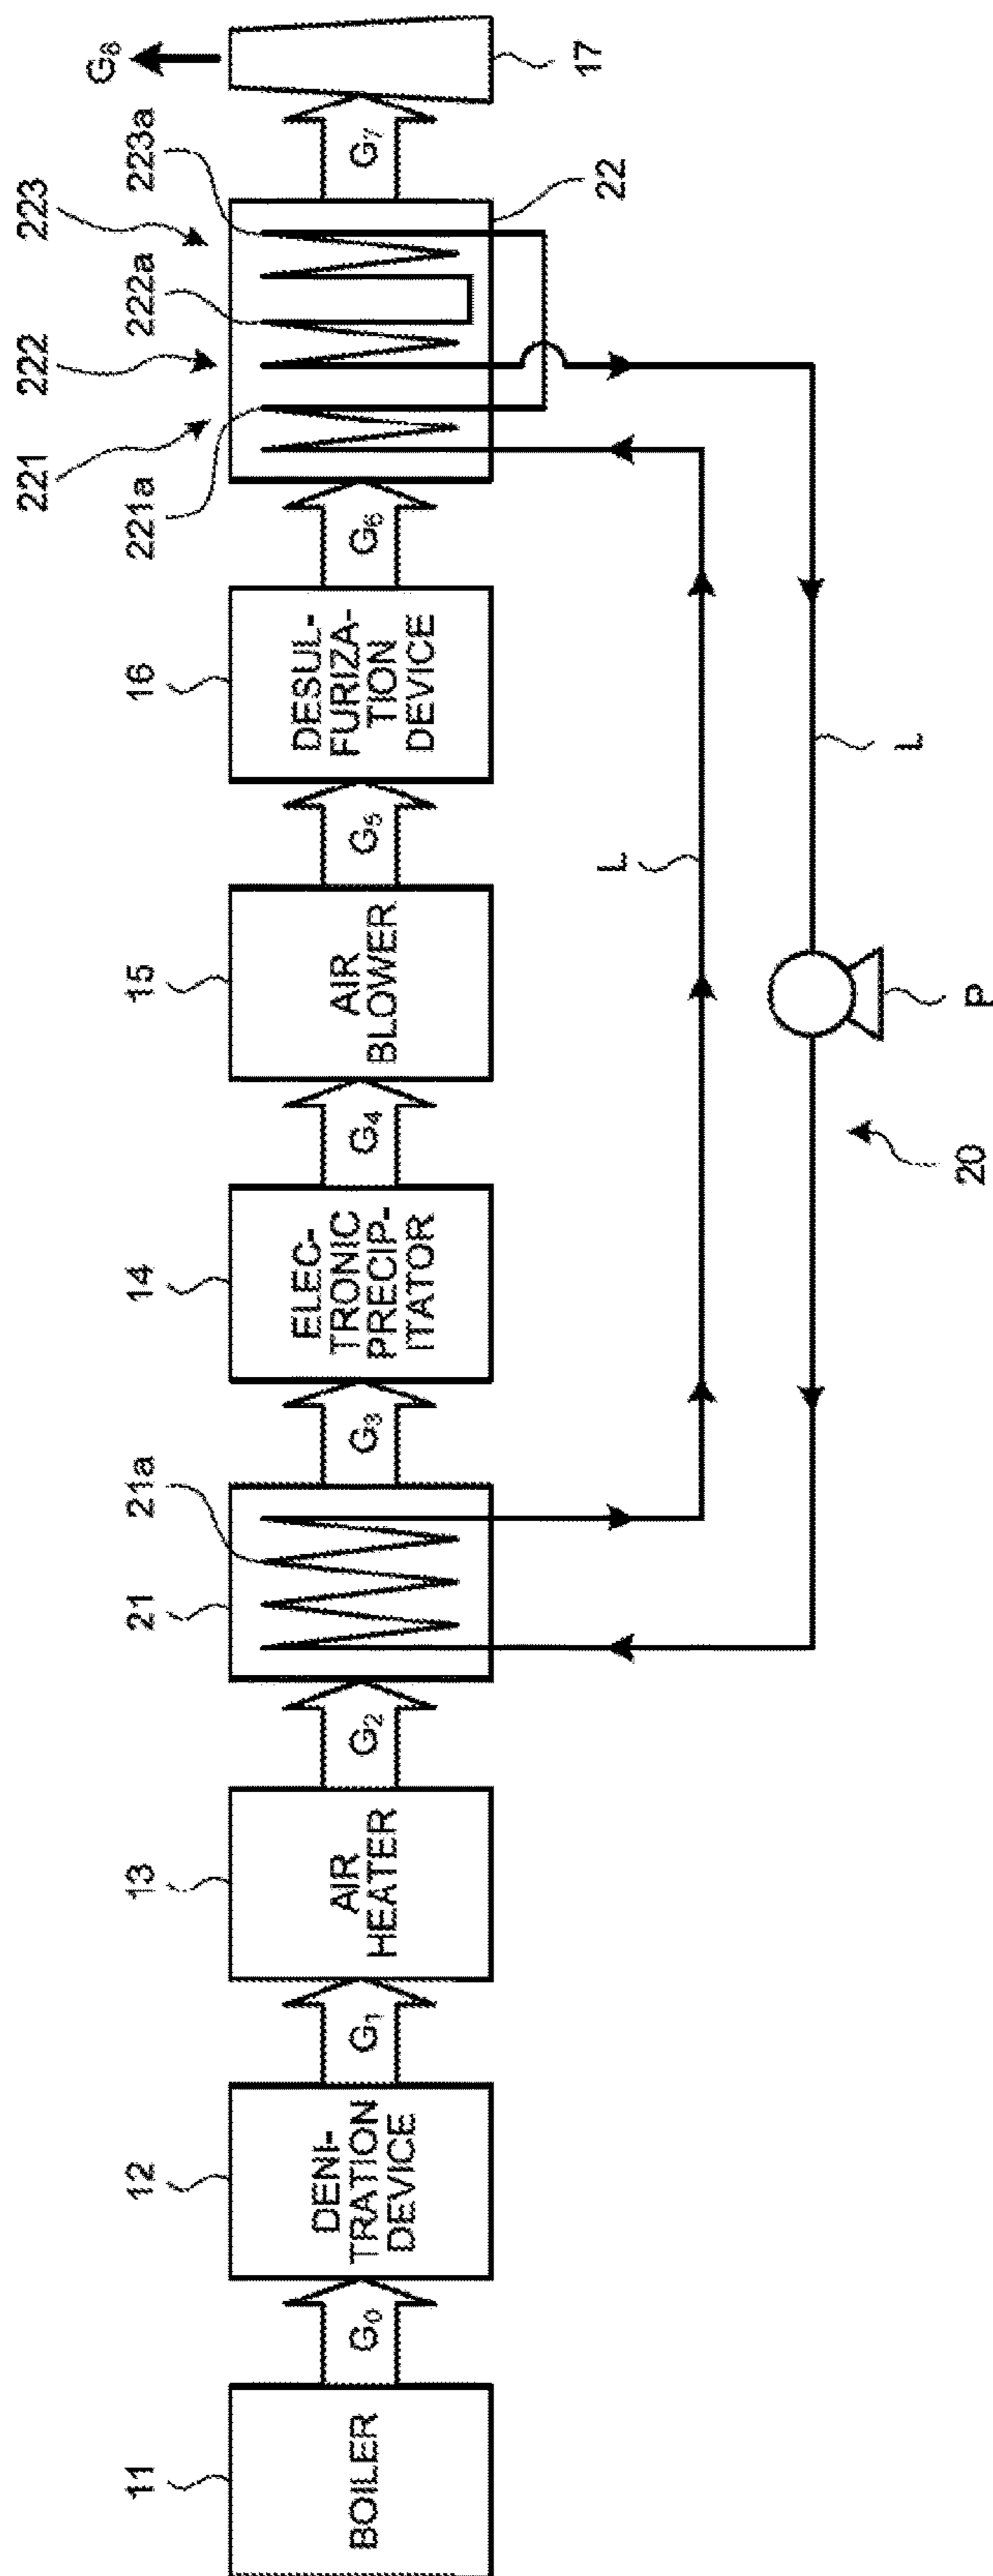 G8
223
223a
222
222a
221
221a
16
15
14
21a
21
13
12
11
BOILER
G0
DENI-
TRATION
DEVICE
G1
AIR
HEATER
G2
G3
ELEC-
TRONIC
PRECIP-
ITATOR
G4
AIR
BLOWER
G5
DESUL-
FURIZA-
TION
DEVICE
G6
G7
17
22
L
L
P
20